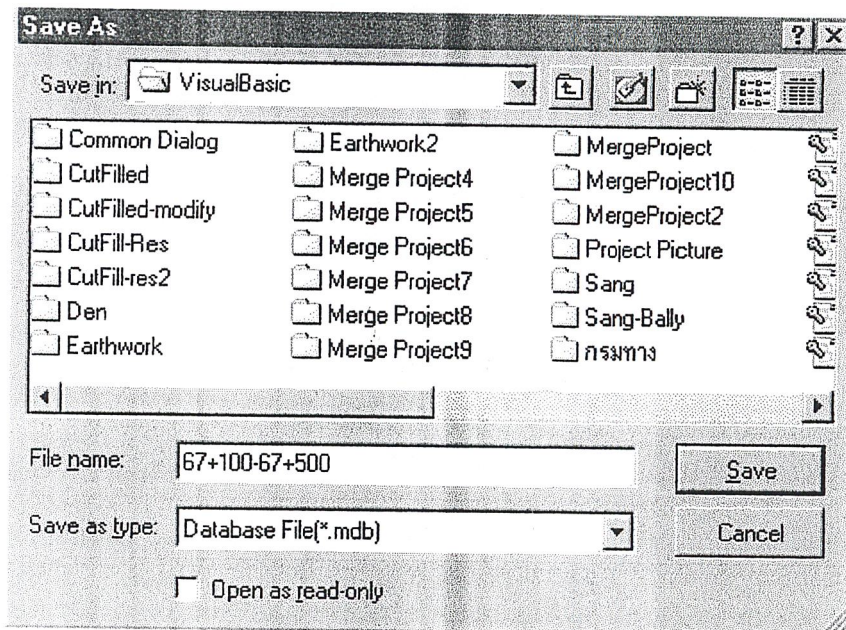 Save As
Save in: VisualBasic
Common Dialog
CutFilled
CutFilled-modify
CutFill-Res
CutFill-res2
Den
Earthwork
Earthwork2
Merge Project4
Merge Project5
Merge Project6
Merge Project7
Merge Project8
Merge Project9
MergeProject
MergeProject10
MergeProject2
Project Picture
Sang
Sang-Bally
กรมทาง
File name: 67+100-67+500
Save
Save as type: Database File(*.mdb)
Cancel
Open as read-only